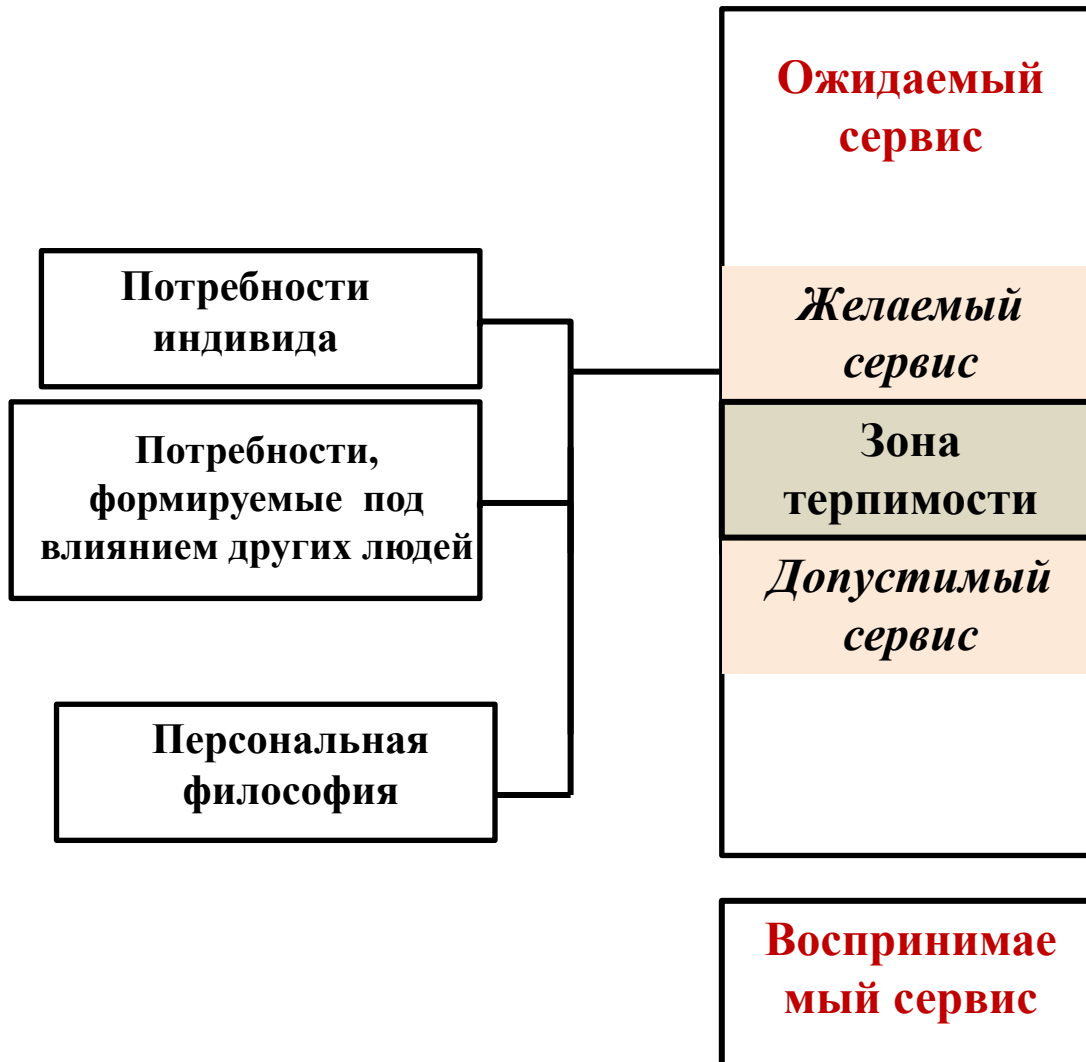 Ожидаемый
сервис
Потребности
индивида
Желаемый
сервис
Потребности,
формируемые под
влиянием других людей
Зона
терпимости
Допустимый
сервис
Персональная
философия
Воспринимае
мый сервис